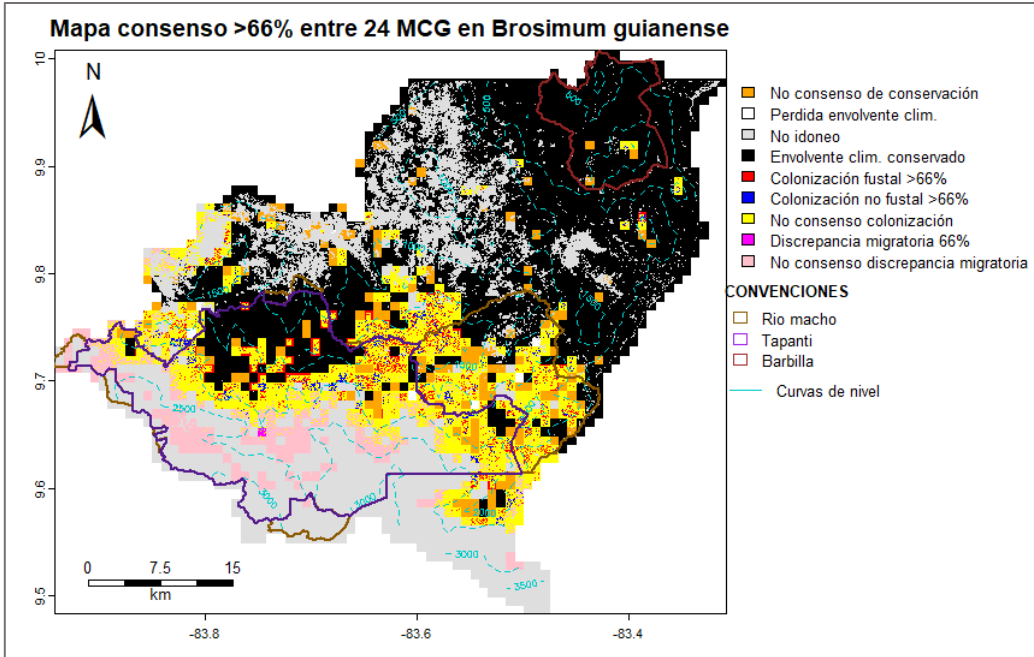 Mapa consenso >66% entre 24 MCG en Brosimum guianense
N
10
9.9
9.8
9.7
9.6
9.5
-83.8
-83.6
-83.4
0 7.5 15
km
500
1500
2500
3000
3000
3000
3500
No consenso de conservación
Perdida envolvente clim.
No idoneo
Envolvente clim. conservado
Colonización fustal >66%
Colonización no fustal >66%
No consenso colonización
Discrepancia migratoria 66%
No consenso discrepancia migratoria
CONVENCIONES
Rio macho
Tapanti
Barbilla
Curvas de nivel